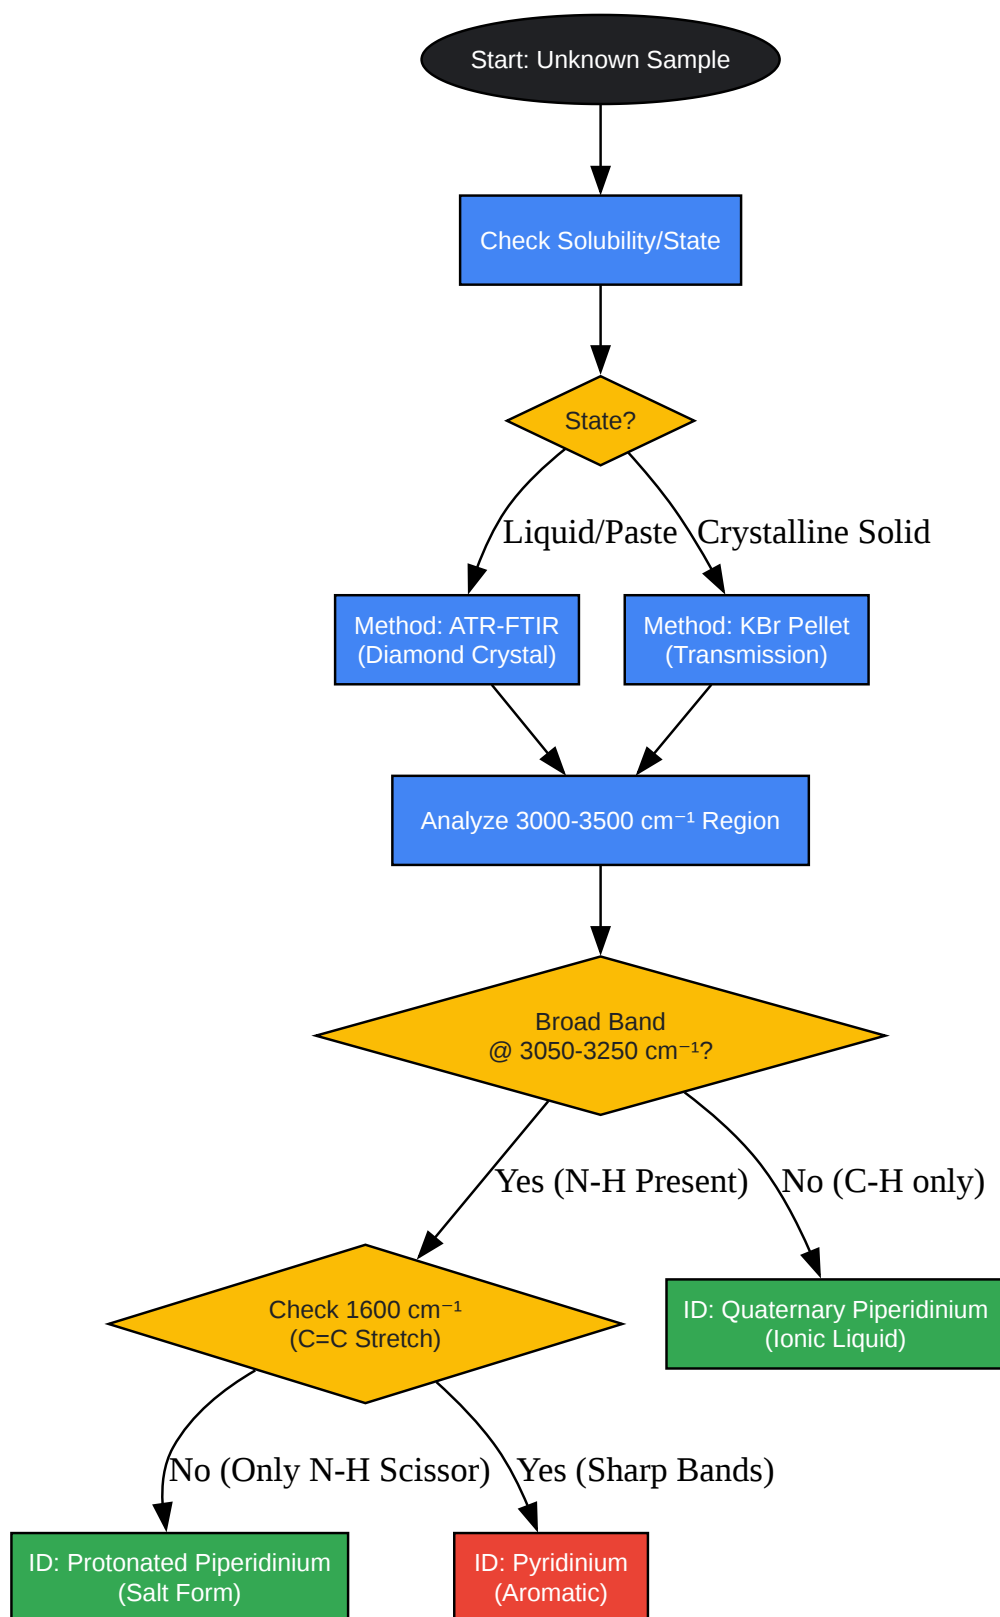 Start: Unknown Sample
Check Solubility/State
State?
Liquid/Paste
Crystalline Solid
Method: ATR-FTIR
(Diamond Crystal)
Method: KBr Pellet
(Transmission)
Analyze 3000-3500 cm⁻¹ Region
Broad Band
@ 3050-3250 cm⁻¹?
Yes (N-H Present)
No (C-H only)
Check 1600 cm⁻¹
(C=C Stretch)
ID: Quaternary Piperidinium
(Ionic Liquid)
No (Only N-H Scissor)
Yes (Sharp Bands)
ID: Protonated Piperidinium
(Salt Form)
ID: Pyridinium
(Aromatic)